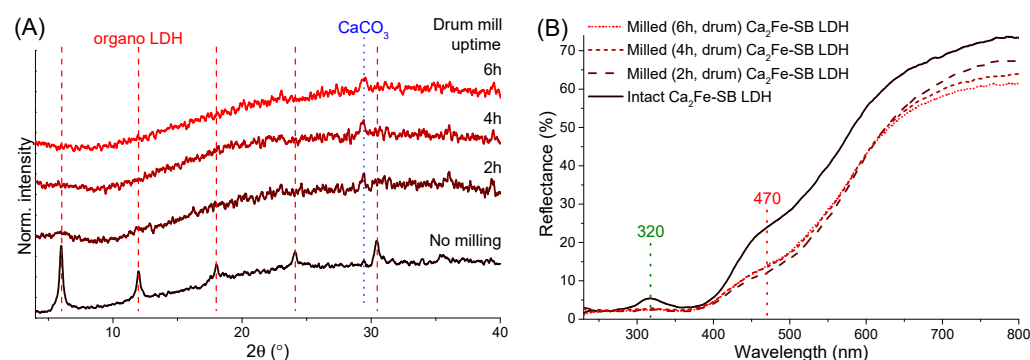 (A)
organo LDH
CaCO₃
Drum mill
uptime
6h
4h
2h
No milling
Norm. intensity
10
20
30
40
2θ (°)
(B)
Milled (6h, drum) Ca₂Fe-SB LDH
Milled (4h, drum) Ca₂Fe-SB LDH
Milled (2h, drum) Ca₂Fe-SB LDH
Intact Ca₂Fe-SB LDH
70
60
50
40
30
20
10
0
Reflectance (%)
320
470
300
400
500
600
700
800
Wavelength (nm)